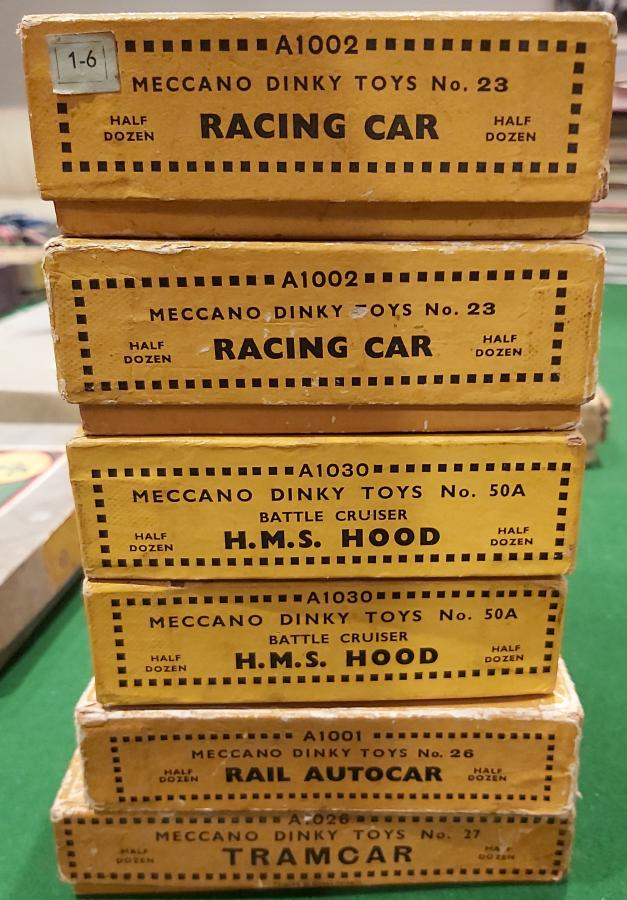 1-6
A1002
MECCANO DINKY TOYS No. 23
HALF DOZEN RACING CAR HALF DOZEN
A1002
MECCANO DINKY TOYS No. 23
HALF DOZEN RACING CAR HALF DOZEN
A1030
MECCANO DINKY TOYS No. 50A
BATTLE CRUISER
HALF DOZEN H.M.S. HOOD HALF DOZEN
A1030
MECCANO DINKY TOYS No. 50A
BATTLE CRUISER
HALF DOZEN H.M.S. HOOD HALF DOZEN
A1001
MECCANO DINKY TOYS No. 26
HALF DOZEN RAIL AUTOCAR HALF DOZEN
A1026
MECCANO DINKY TOYS No. 27
HALF DOZEN TRAMCAR HALF DOZEN